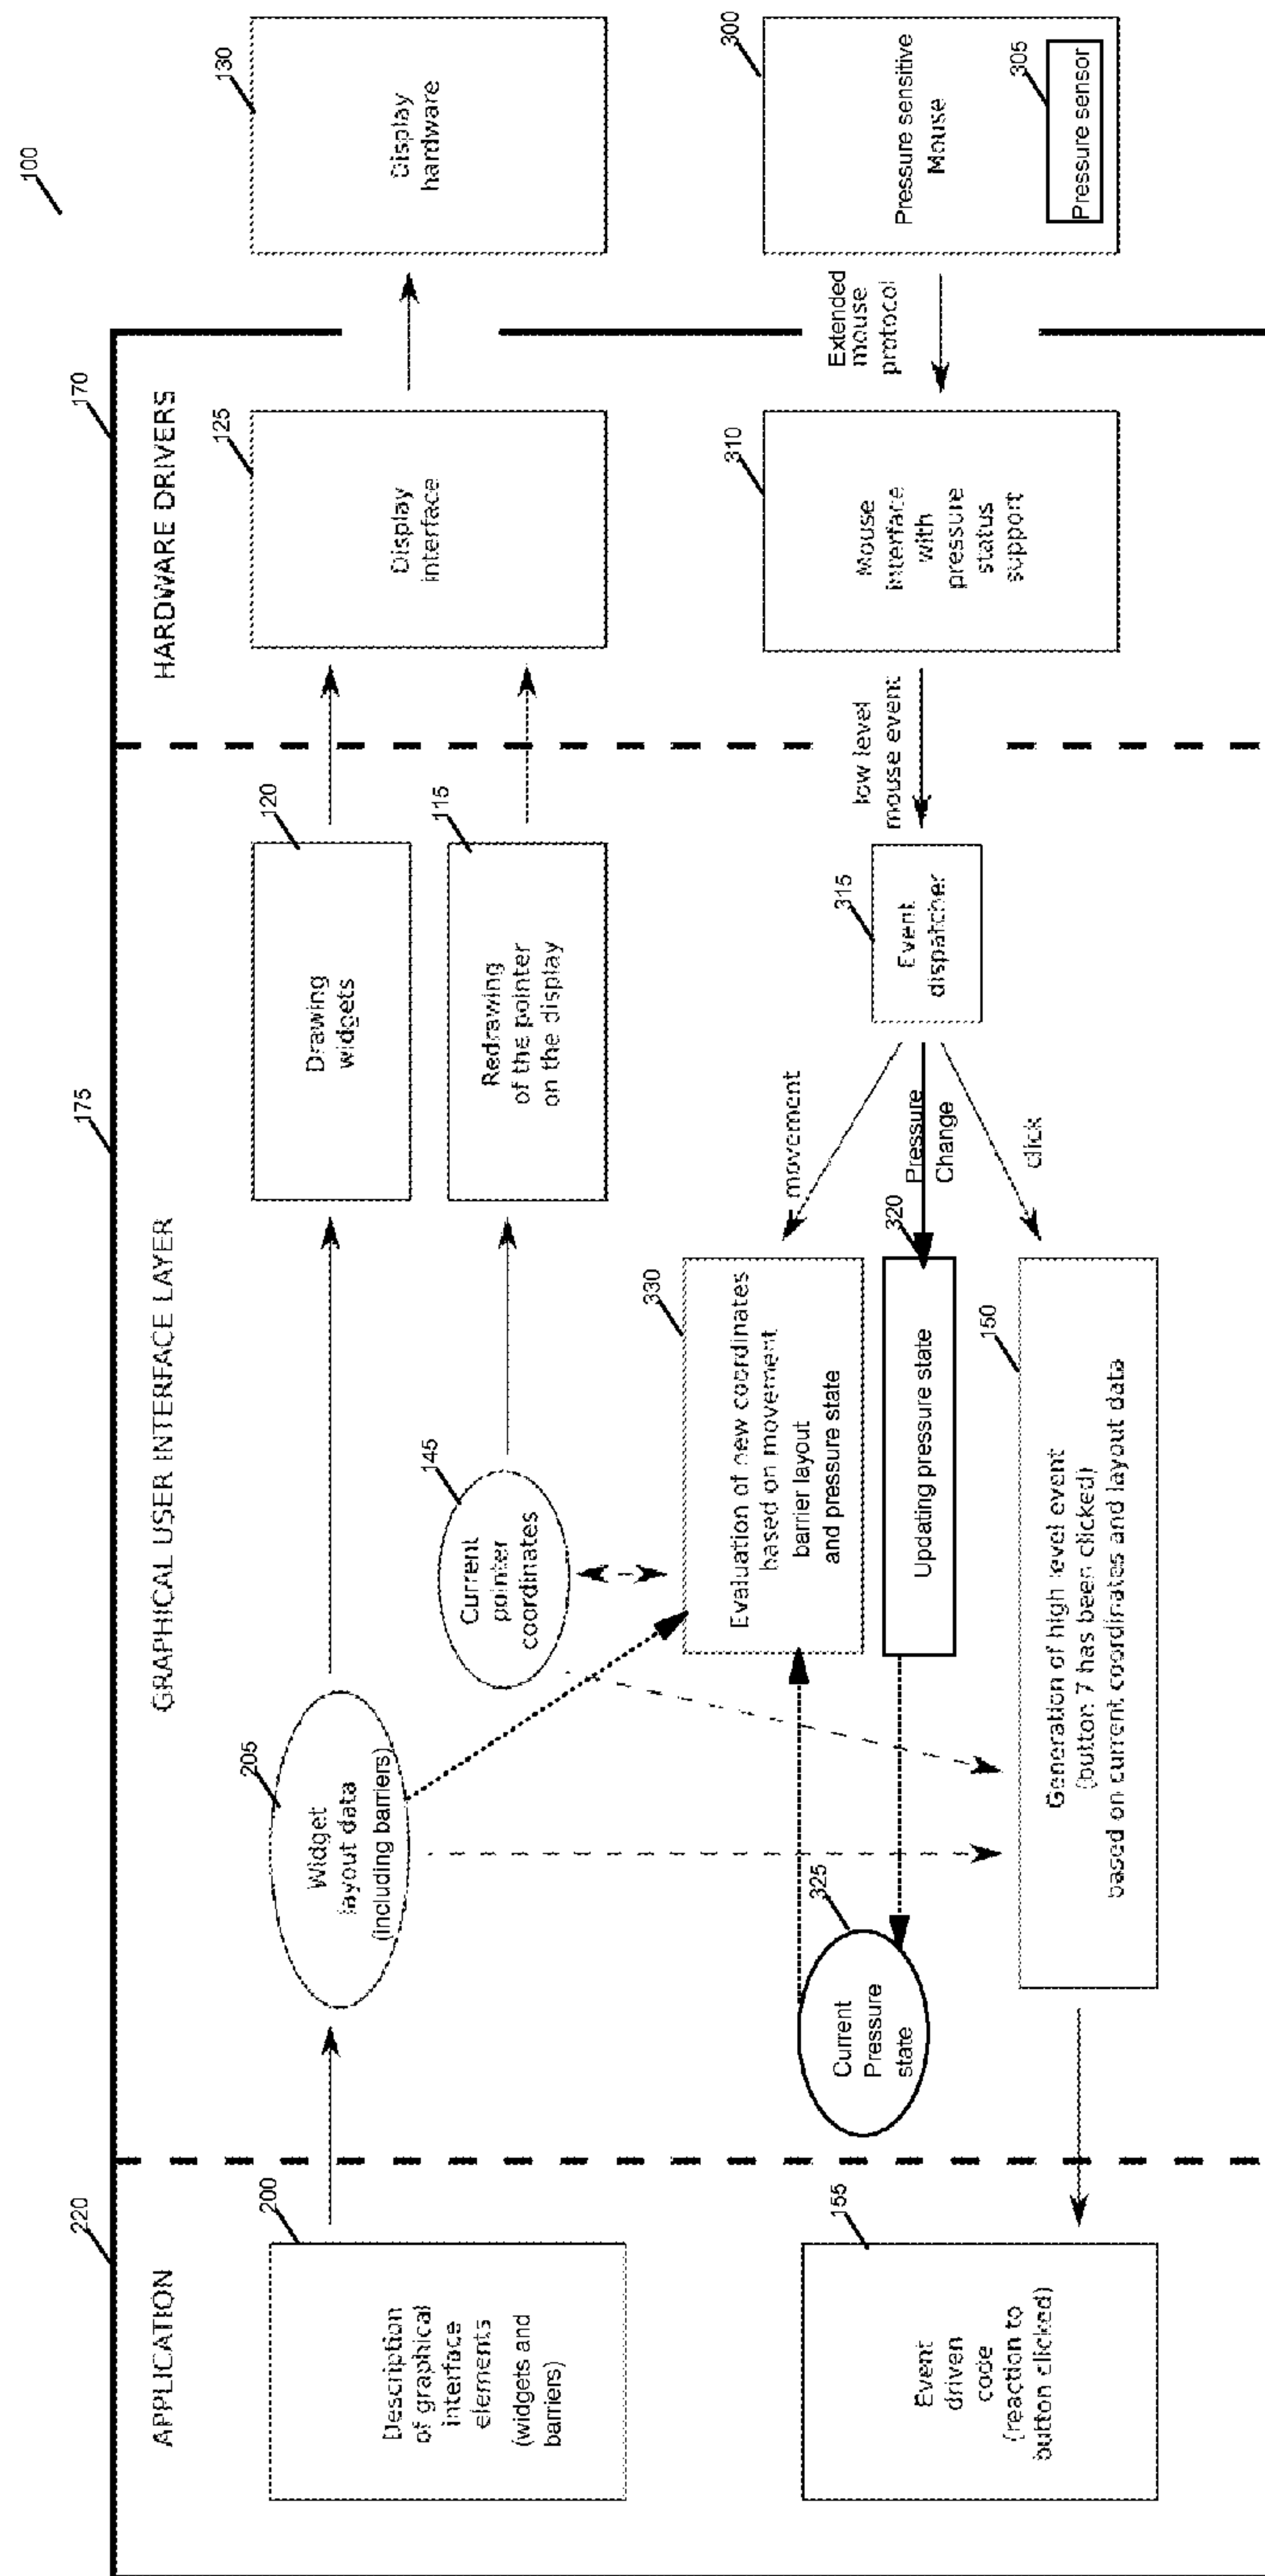 100
220
175
170
APPLICATION
GRAPHICAL USER INTERFACE LAYER
HARDWARE DRIVERS
200
Description
of graphical
interface
elements
(widgets and
barriers)
205
Widget
layout data
(including barriers)
120
Drawing
widgets
125
Display
interface
130
Display
hardware
145
Current
pointer
coordinates
115
Redrawing
of the pointer
on the display
330
Evaluation of new coordinates
based on movement
barrier layout
and pressure state
movement
320
Updating pressure state
Pressure
Change
325
Current
Pressure
state
click
315
Event
dispatcher
low level
mouse event
310
Mouse
interface
with
pressure
status
support
Extended
mouse
protocol
300
Pressure sensitive
Mouse
305
Pressure sensor
150
Generation of high level event
(button 7 has been clicked)
based on current coordinates and layout data
155
Event
driven
code
(reaction to
button clicked)